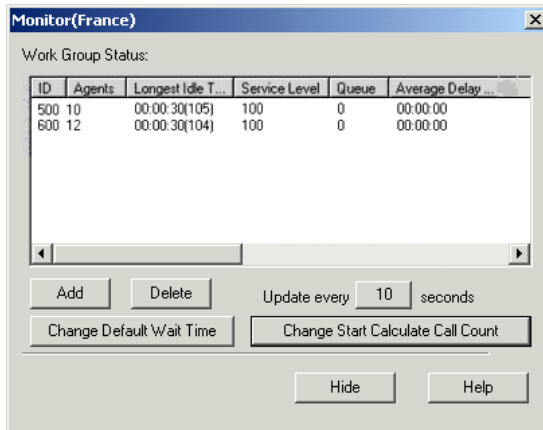 Monitor(France)
Work Group Status:
ID Agents Longest Idle T... Service Level Queue Average Delay ...
500 10 00:00:30(105) 100 0 00:00:00
600 12 00:00:30(104) 100 0 00:00:00
Add Delete Update every 10 seconds
Change Default Wait Time Change Start Calculate Call Count
Hide Help